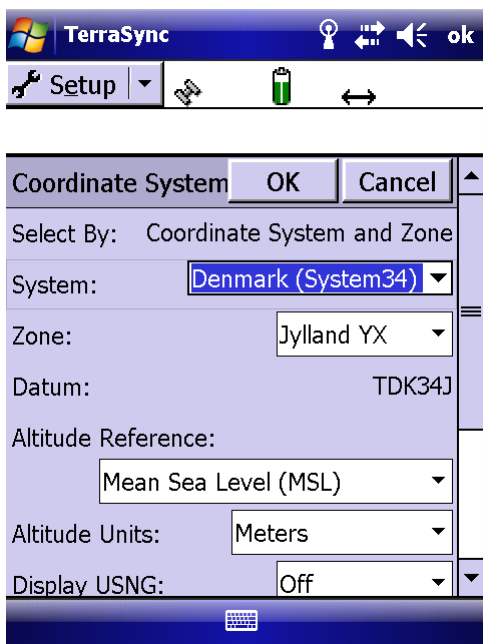 TerraSync ok
Setup
Coordinate System OK Cancel
Select By: Coordinate System and Zone
System: Denmark (System34)
Zone: Jylland YX
Datum: TDK34J
Altitude Reference:
Mean Sea Level (MSL)
Altitude Units: Meters
Display USNG: Off